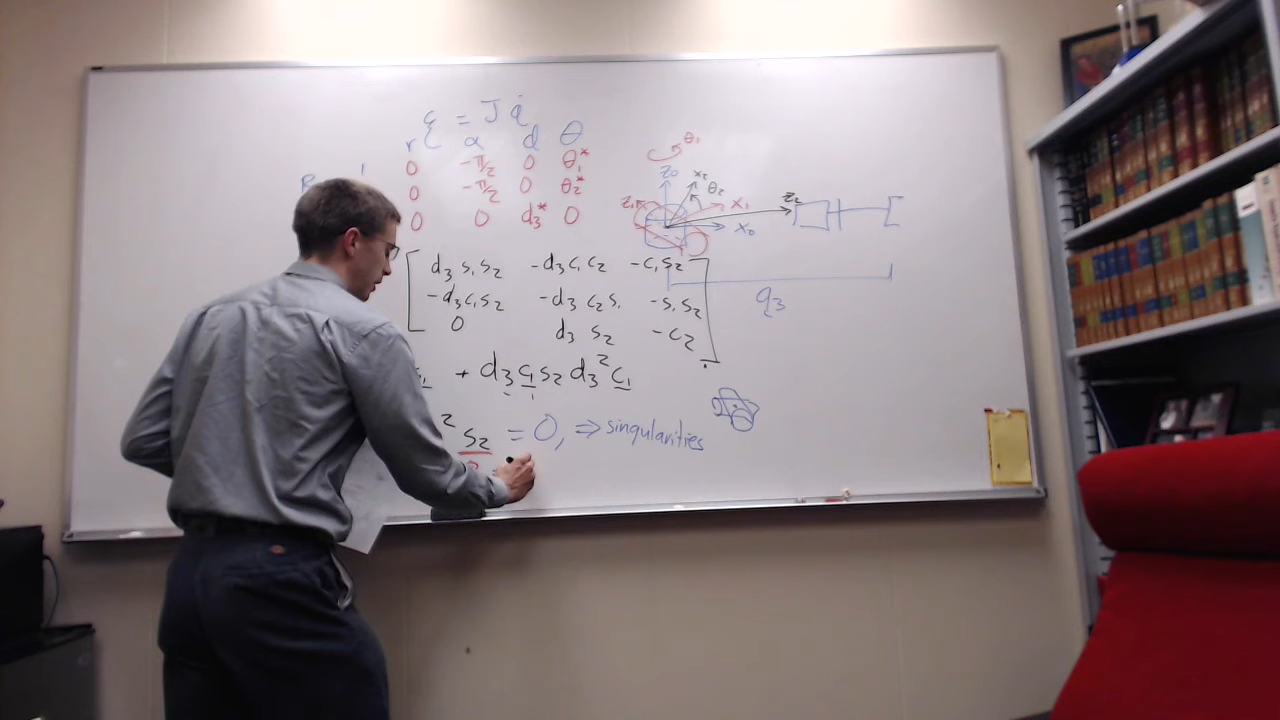 ξ = J q̇
r α d θ
0 -π/2 0 θ₁*
0 -π/2 0 θ₂*
0 0 d₃* 0
θ₁
z₀ x₂ θ₂
z₁ x₁ z₂
x₀
q₃
d₃ s₁ s₂ -d₃ c₁ c₂ -c₁ s₂
-d₃ c₁ s₂ -d₃ c₂ s₁ -s₁ s₂
0 d₃ s₂ -c₂
+ d₃ c₁ s₂ d₃² c₁
² s₂ = 0, ⇒ singularities